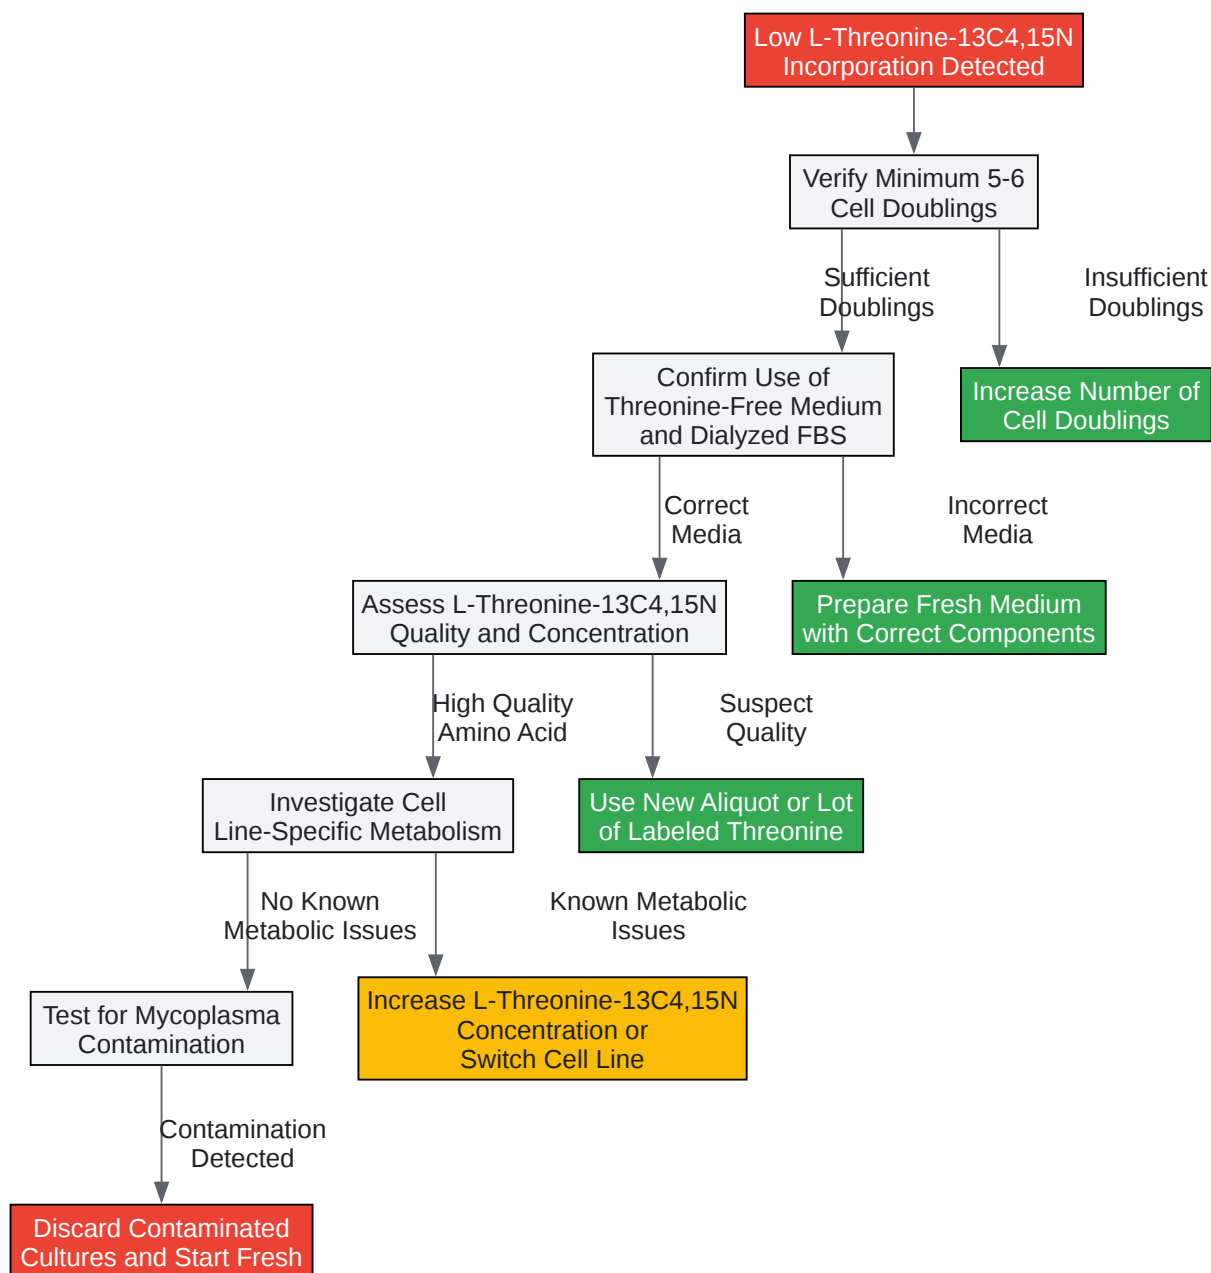 Low L-Threonine-13C4,15N
Incorporation Detected
Verify Minimum 5-6
Cell Doublings
Sufficient
Doublings
Insufficient
Doublings
Confirm Use of
Threonine-Free Medium
and Dialyzed FBS
Increase Number of
Cell Doublings
Correct
Media
Incorrect
Media
Assess L-Threonine-13C4,15N
Quality and Concentration
Prepare Fresh Medium
with Correct Components
High Quality
Amino Acid
Suspect
Quality
Investigate Cell
Line-Specific Metabolism
Use New Aliquot or Lot
of Labeled Threonine
No Known
Metabolic Issues
Known Metabolic
Issues
Test for Mycoplasma
Contamination
Increase L-Threonine-13C4,15N
Concentration or
Switch Cell Line
Contamination
Detected
Discard Contaminated
Cultures and Start Fresh